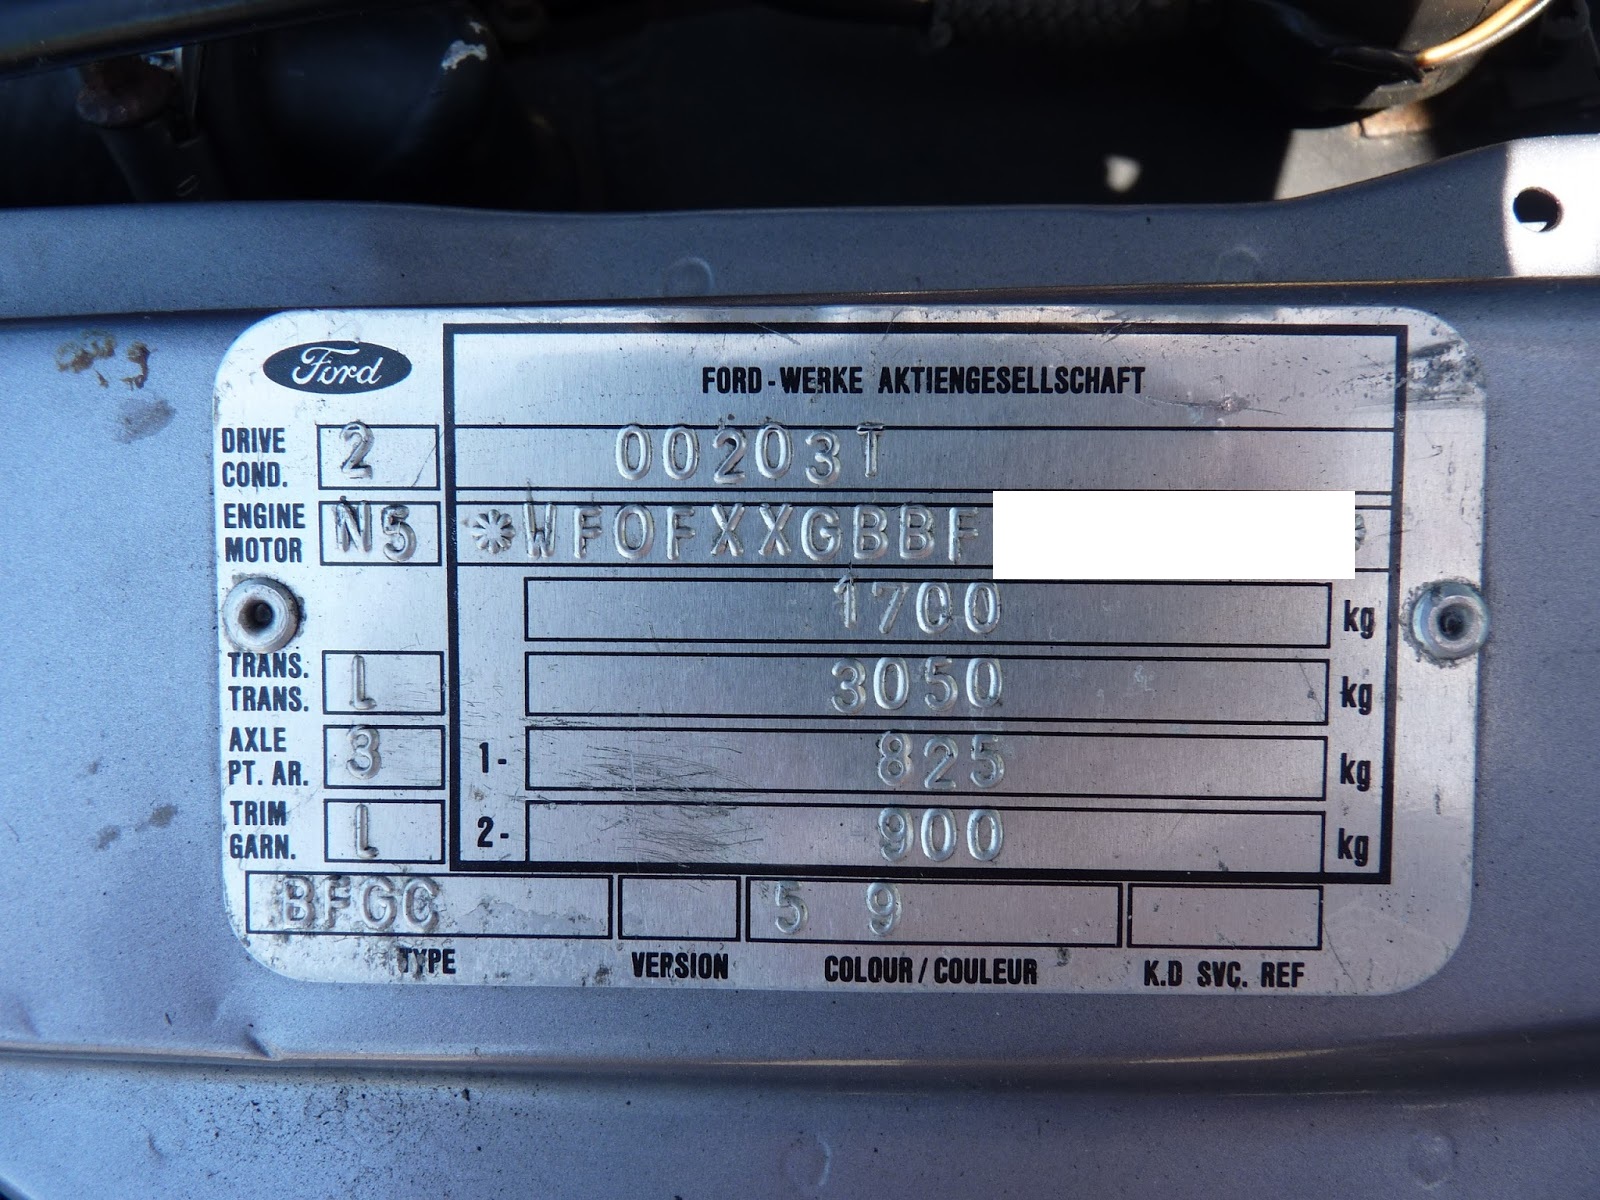 Ford
FORD - WERKE AKTIENGESELLSCHAFT
DRIVE COND. 2 00203T
ENGINE MOTOR N5 *WF0FXXGBBF
1700 kg
TRANS. TRANS. L 3050 kg
AXLE PT. AR. 3 1- 825 kg
TRIM GARN. L 2- 900 kg
BFGC 5 9
TYPE VERSION COLOUR / COULEUR K.D SVC. REF